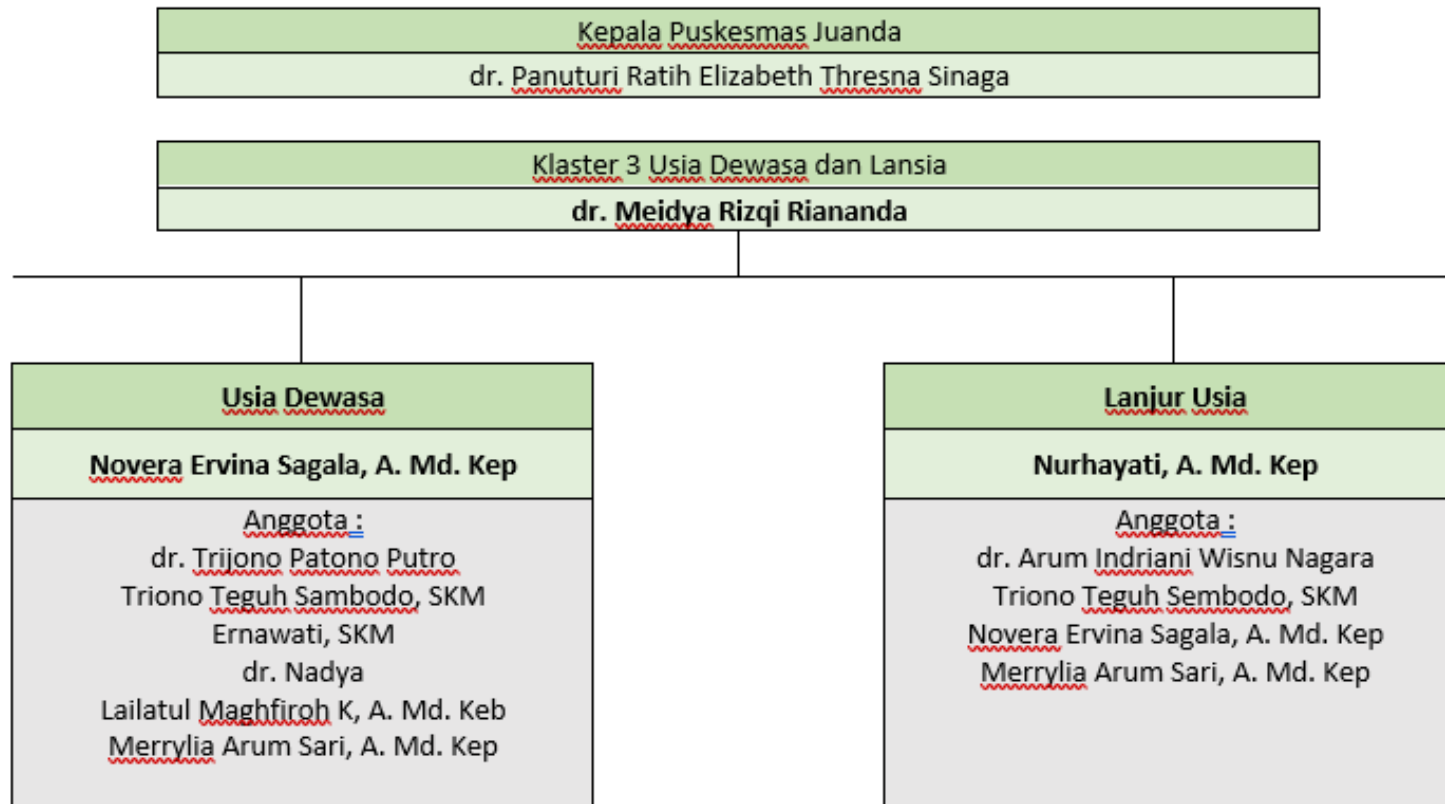 Kepala Puskesmas Juanda
dr. Panuturi Ratih Elizabeth Thresna Sinaga
Klaster 3 Usia Dewasa dan Lansia
dr. Meidya Rizqi Riananda
Usia Dewasa
Novera Ervina Sagala, A. Md. Kep
Anggota :
dr. Trijono Patono Putro
Triono Teguh Sambodo, SKM
Ernawati, SKM
dr. Nadya
Lailatul Maghfiroh K, A. Md. Keb
Merrylia Arum Sari, A. Md. Kep
Lanjur Usia
Nurhayati, A. Md. Kep
Anggota :
dr. Arum Indriani Wisnu Nagara
Triono Teguh Sembodo, SKM
Novera Ervina Sagala, A. Md. Kep
Merrylia Arum Sari, A. Md. Kep